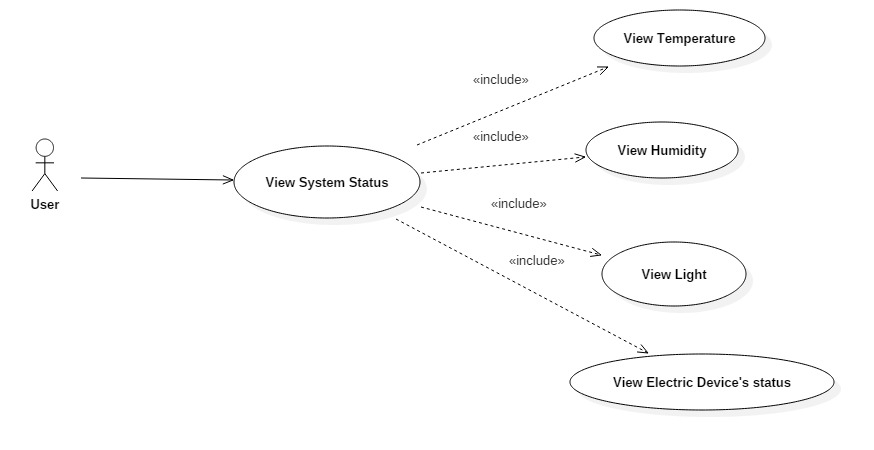 View Temperature
«include»
«include»
View Humidity
View System Status
User
«include»
«include»
View Light
View Electric Device's status